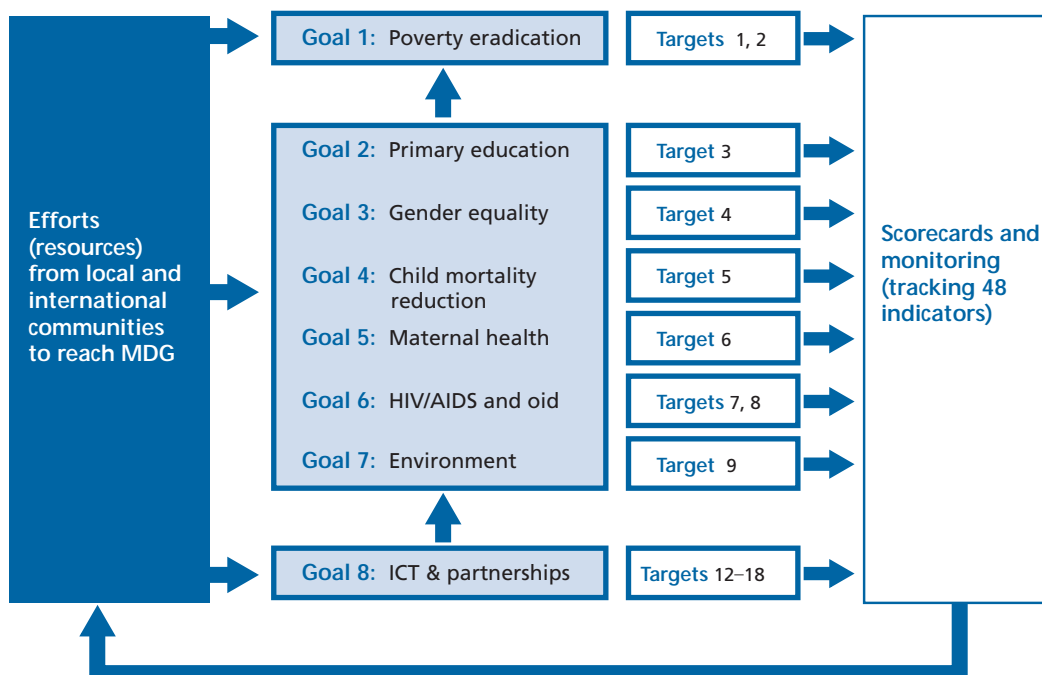 Efforts
(resources)
from local and
international
communities
to reach MDG
Goal 1: Poverty eradication
Targets 1, 2
Goal 2: Primary education
Target 3
Goal 3: Gender equality
Target 4
Goal 4: Child mortality
reduction
Target 5
Goal 5: Maternal health
Target 6
Goal 6: HIV/AIDS and oid
Targets 7, 8
Goal 7: Environment
Target 9
Goal 8: ICT & partnerships
Targets 12–18
Scorecards and
monitoring
(tracking 48
indicators)